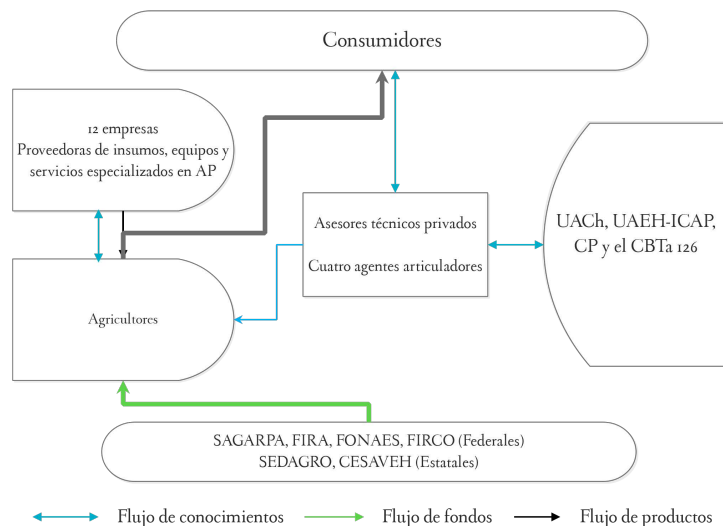 Consumidores
12 empresas
Proveedoras de insumos, equipos y
servicios especializados en AP
Asesores técnicos privados
Cuatro agentes articuladores
UACh, UAEH-ICAP,
CP y el CBTa 126
Agricultores
SAGARPA, FIRA, FONAES, FIRCO (Federales)
SEDAGRO, CESAVEH (Estatales)
Flujo de conocimientos
Flujo de fondos
Flujo de productos